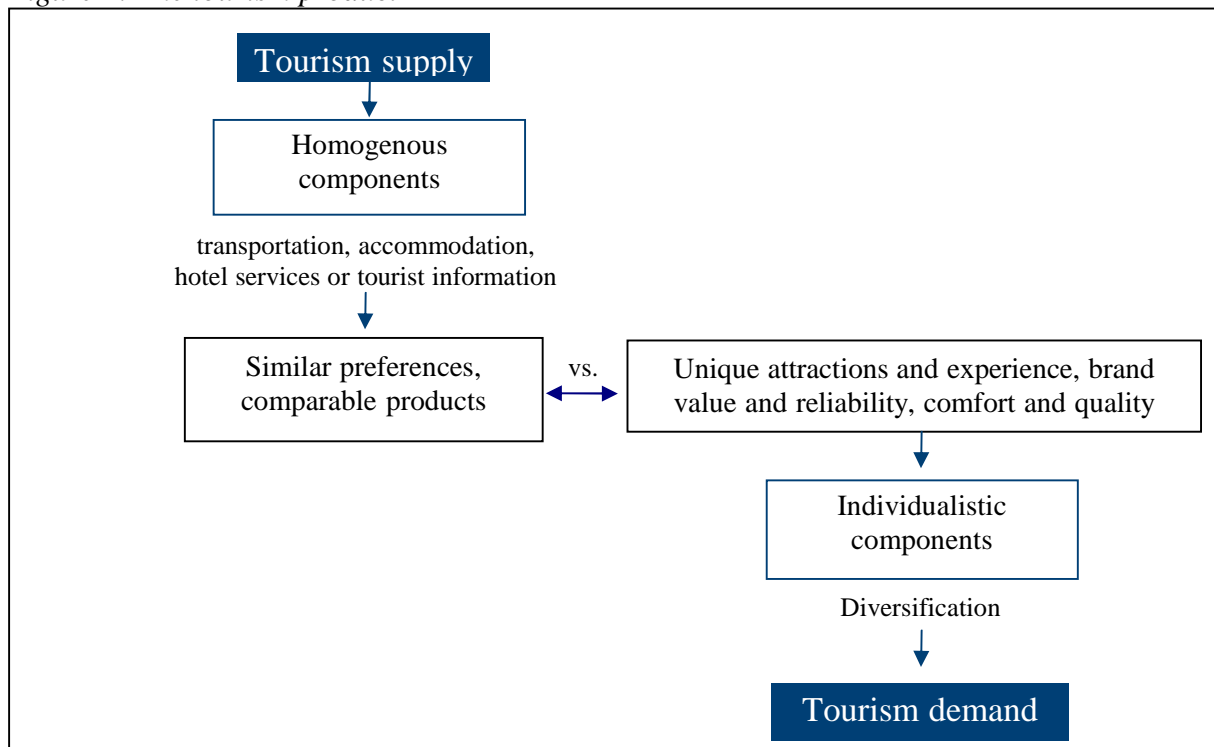 Tourism supply
Homogenous
components
transportation, accommodation,
hotel services or tourist information
Similar preferences,
comparable products
vs.
Unique attractions and experience, brand
value and reliability, comfort and quality
Individualistic
components
Diversification
Tourism demand